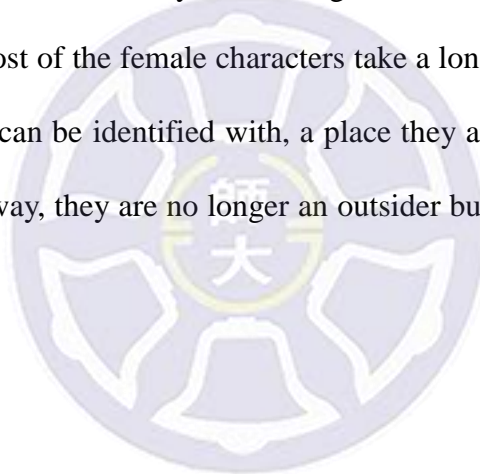 ost of the female characters take a lon
can be identified with, a place they a
vay, they are no longer an outsider bu
師
大